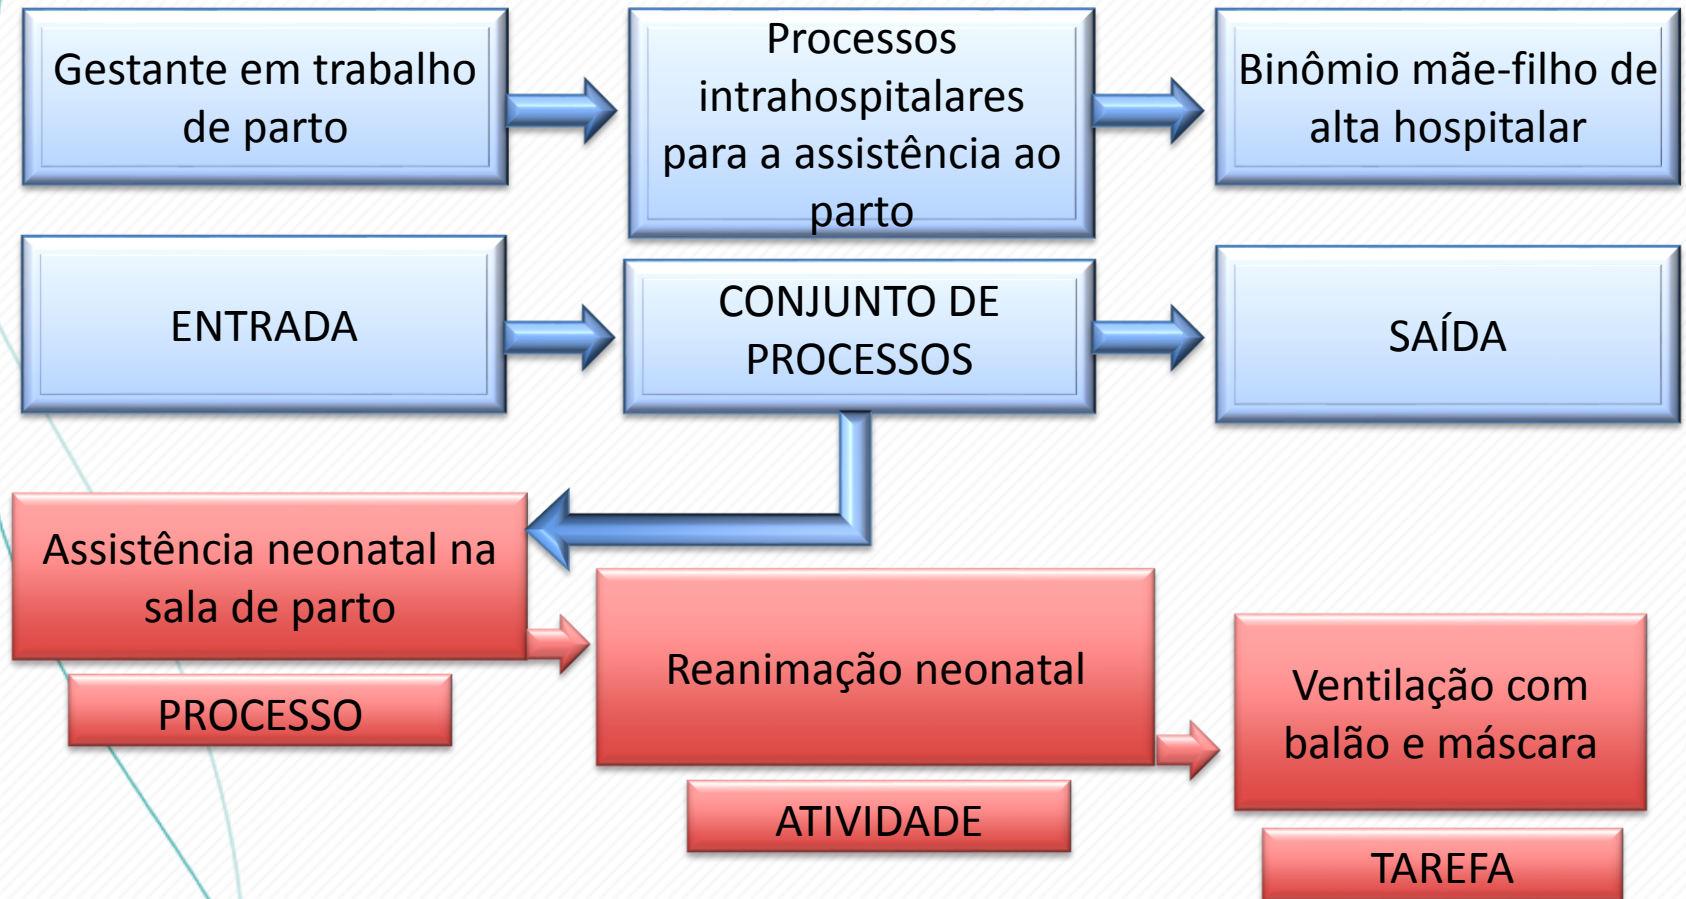 Gestante em trabalho
de parto
Processos
intrahospitalares
para a assistência ao
parto
Binômio mãe-filho de
alta hospitalar
ENTRADA
CONJUNTO DE
PROCESSOS
SAÍDA
Assistência neonatal na
sala de parto
PROCESSO
Reanimação neonatal
ATIVIDADE
Ventilação com
balão e máscara
TAREFA